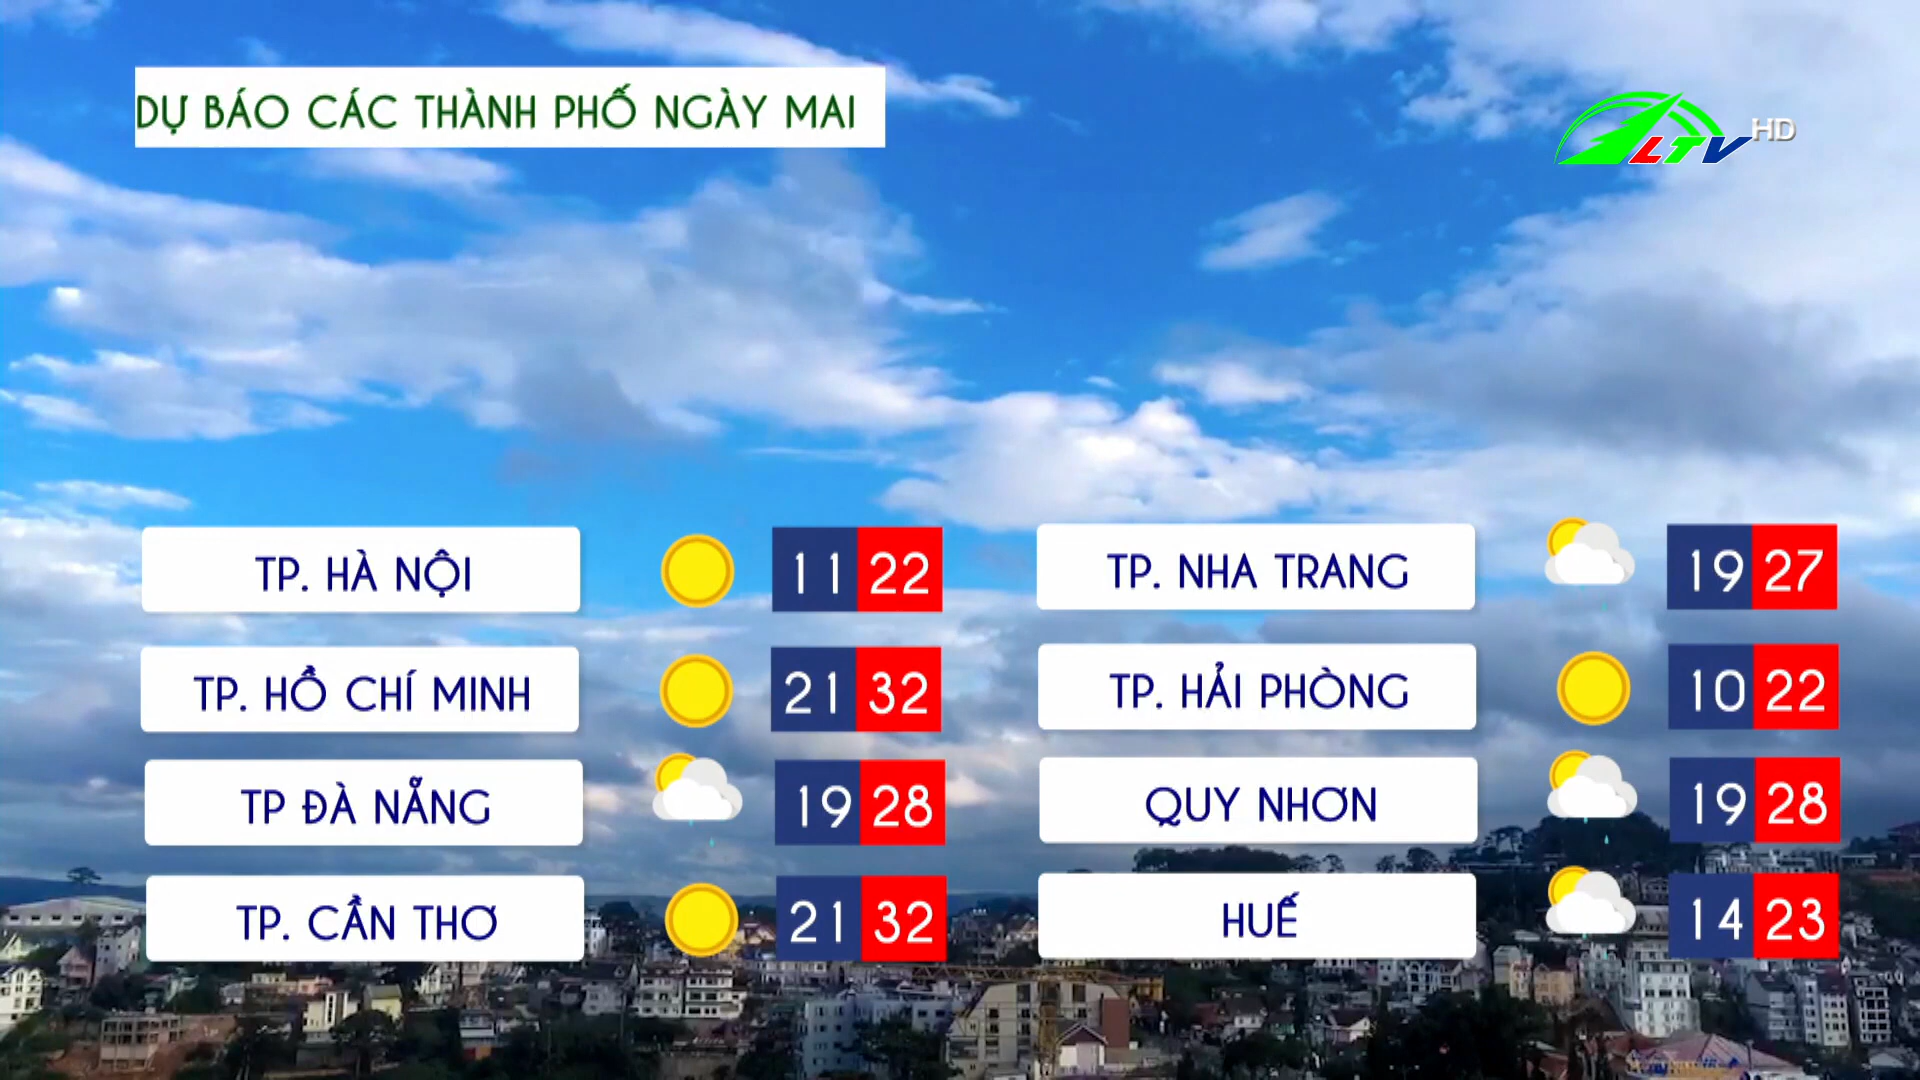 DỰ BÁO CÁC THÀNH PHỐ NGÀY MAI
LTV HD
TP. HÀ NỘI 11 22
TP. HỒ CHÍ MINH 21 32
TP ĐÀ NẴNG 19 28
TP. CẦN THƠ 21 32
TP. NHA TRANG 19 27
TP. HẢI PHÒNG 10 22
QUY NHƠN 19 28
HUẾ 14 23